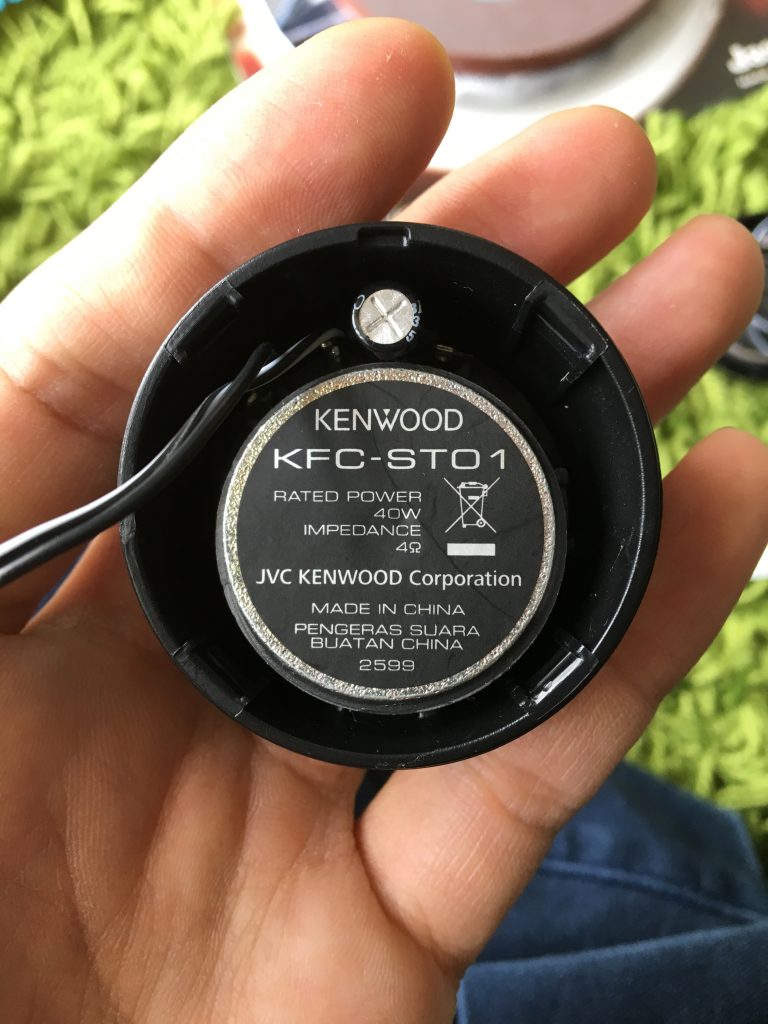 KENWOOD
KFC-ST01
RATED POWER
40W
IMPEDANCE
4Ω
JVC KENWOOD Corporation
MADE IN CHINA
PENGERAS SUARA
BUATAN CHINA
2599